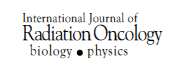 International Journal of
Radiation Oncology
biology • physics